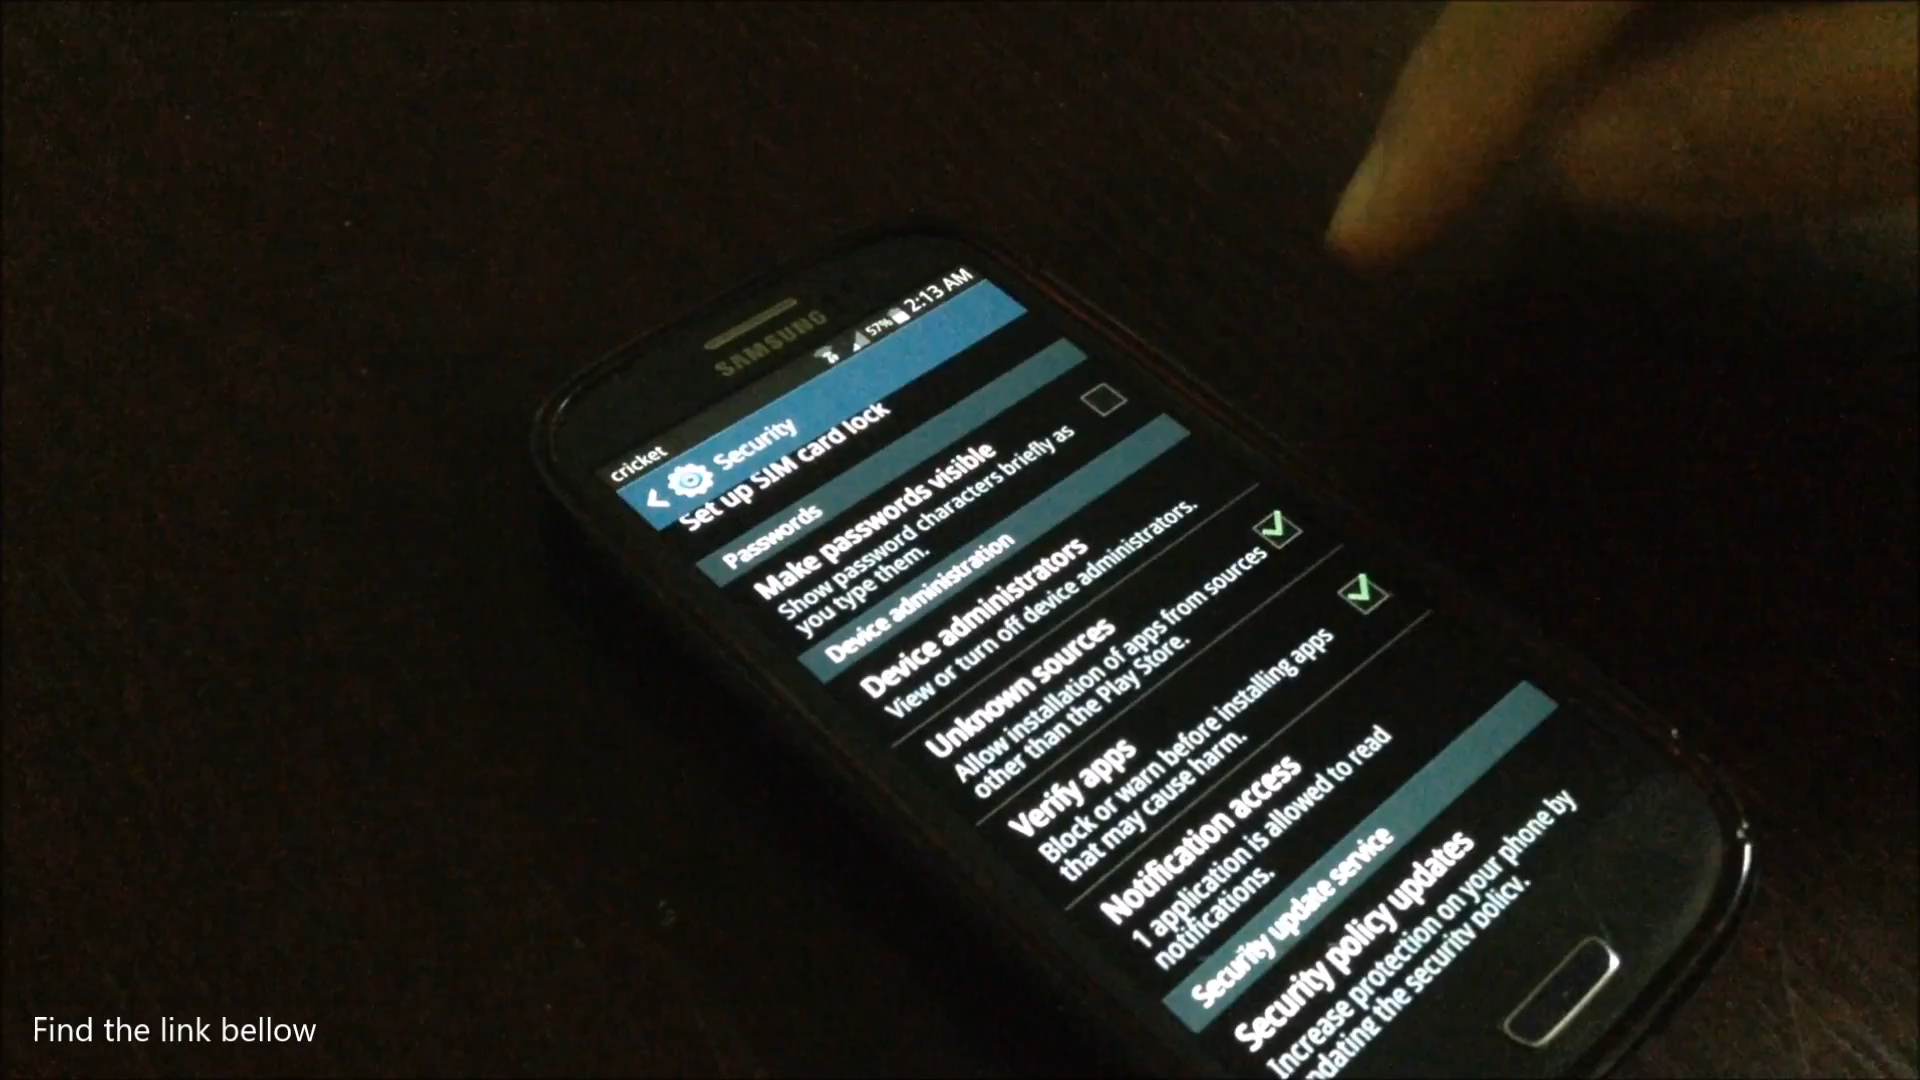 SAMSUNG
cricket
57% 2:13 AM
Security
Set up SIM card lock
Passwords
Make passwords visible
Show password characters briefly as
you type them.
Device administration
Device administrators
View or turn off device administrators.
Unknown sources
Allow installation of apps from sources
other than the Play Store.
Verify apps
Block or warn before installing apps
that may cause harm.
Notification access
1 application is allowed to read
notifications.
Security update service
Security policy updates
Increase protection on your phone by
updating the security policy.
Find the link bellow